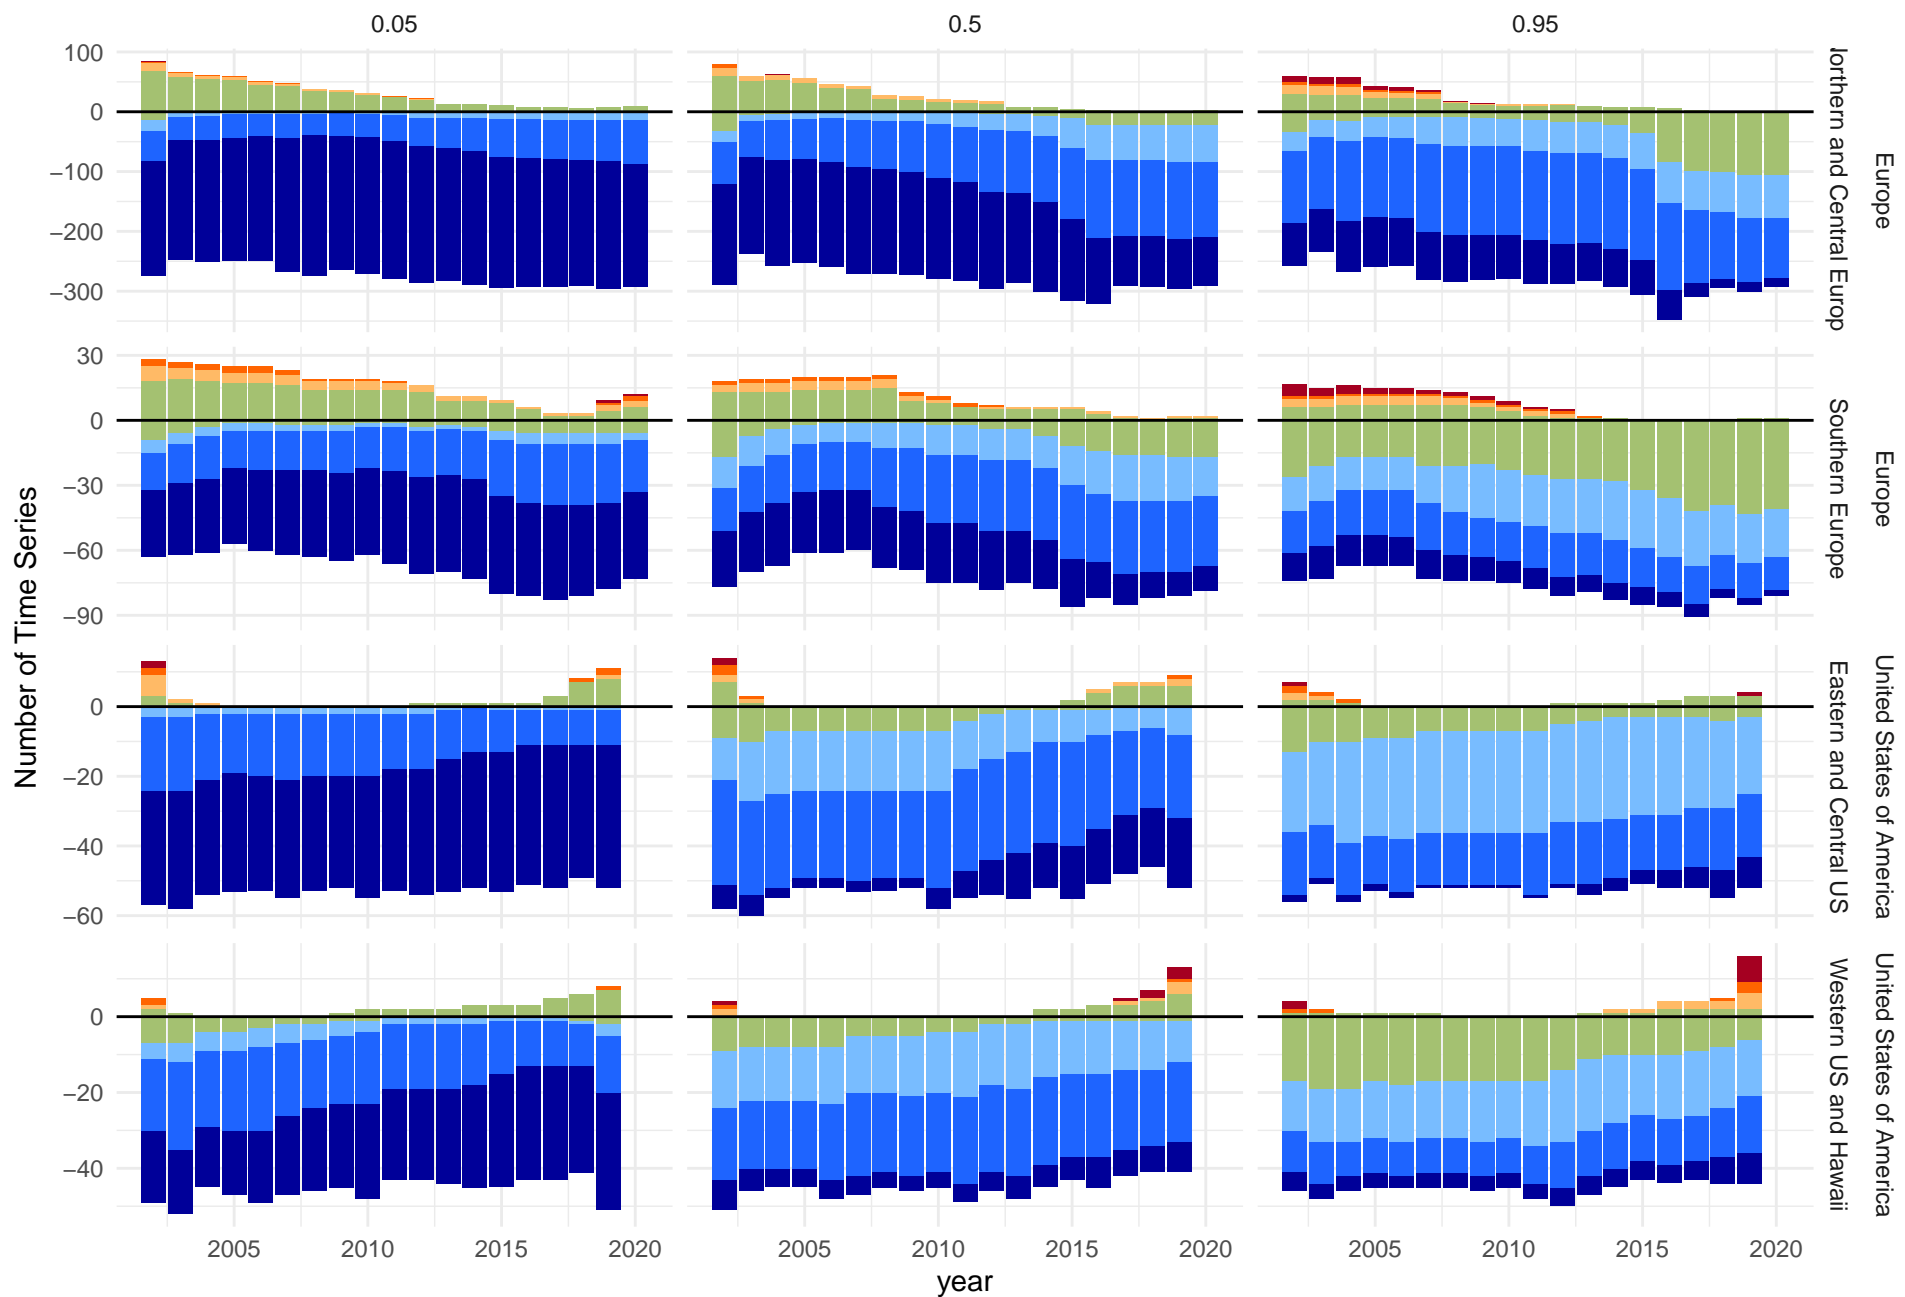 0.05 0.5 0.95
100
0
−100
−200
−300
orthern and Central Europ
Europe
30
0
−30
−60
−90
Southern Europe
Europe
Number of Time Series
0
−20
−40
−60
Eastern and Central US
United States of America
0
−20
−40
Western US and Hawaii
United States of America
2005 2010 2015 2020 2005 2010 2015 2020 2005 2010 2015 2020
year